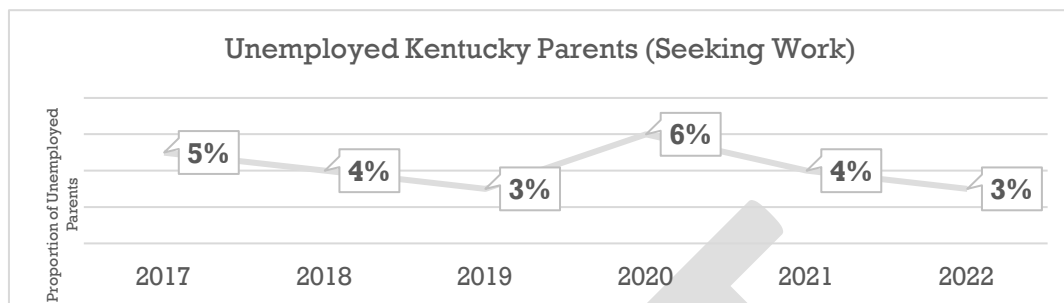 Unemployed Kentucky Parents (Seeking Work)
Proportion of Unemployed
Parents
5%
4%
3%
6%
4%
3%
2017 2018 2019 2020 2021 2022